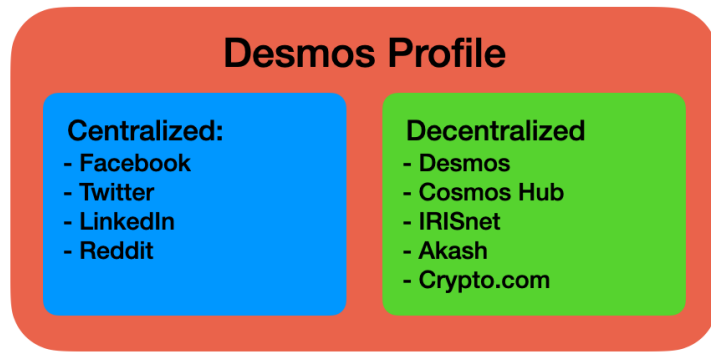 Desmos Profile
Centralized:
- Facebook
- Twitter
- LinkedIn
- Reddit
Decentralized
- Desmos
- Cosmos Hub
- IRISnet
- Akash
- Crypto.com